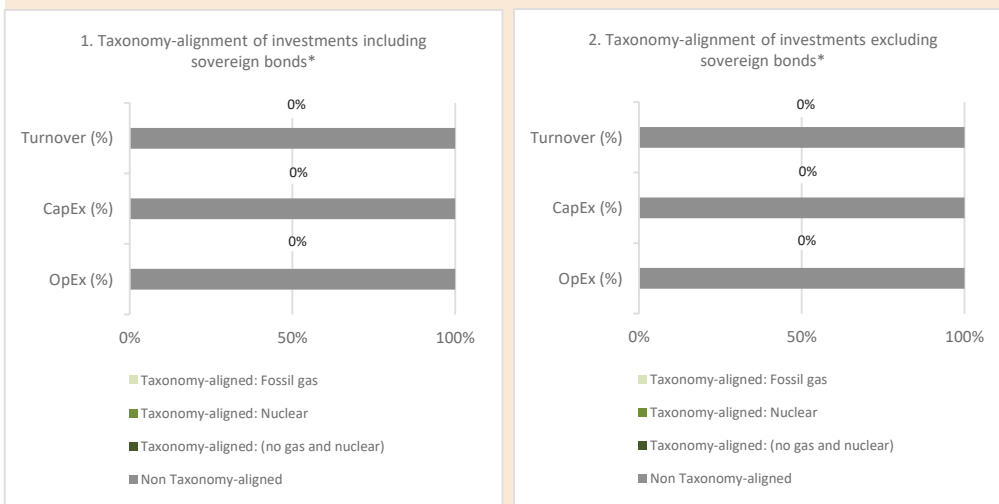 1. Taxonomy-alignment of investments including
sovereign bonds*
0%
Turnover (%)
0%
CapEx (%)
0%
OpEx (%)
0% 50% 100%
Taxonomy-aligned: Fossil gas
Taxonomy-aligned: Nuclear
Taxonomy-aligned: (no gas and nuclear)
Non Taxonomy-aligned
2. Taxonomy-alignment of investments excluding
sovereign bonds*
0%
Turnover (%)
0%
CapEx (%)
0%
OpEx (%)
0% 50% 100%
Taxonomy-aligned: Fossil gas
Taxonomy-aligned: Nuclear
Taxonomy-aligned: (no gas and nuclear)
Non Taxonomy-aligned